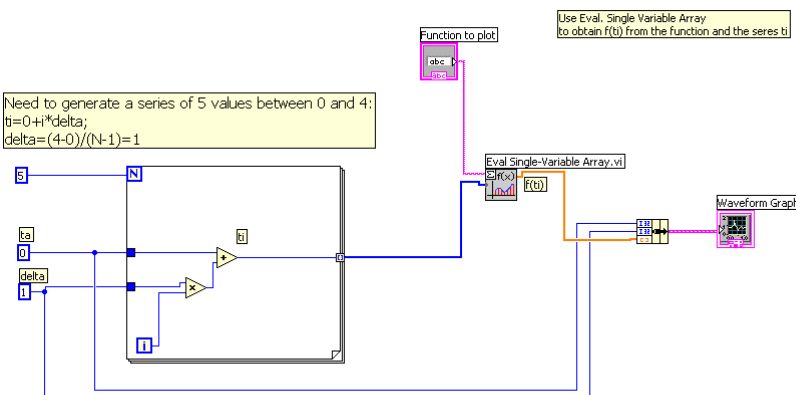 Use Eval. Single Variable Array
to obtain f(ti) from the function and the seres ti
Function to plot
abc
abc
Need to generate a series of 5 values between 0 and 4:
ti=0+i*delta;
delta=(4-0)/(N-1)=1
Eval Single-Variable Array.vi
Σ f(x)
f(ti)
5
N
Waveform Graph
ta
0
ti
+
delta
1
x
i